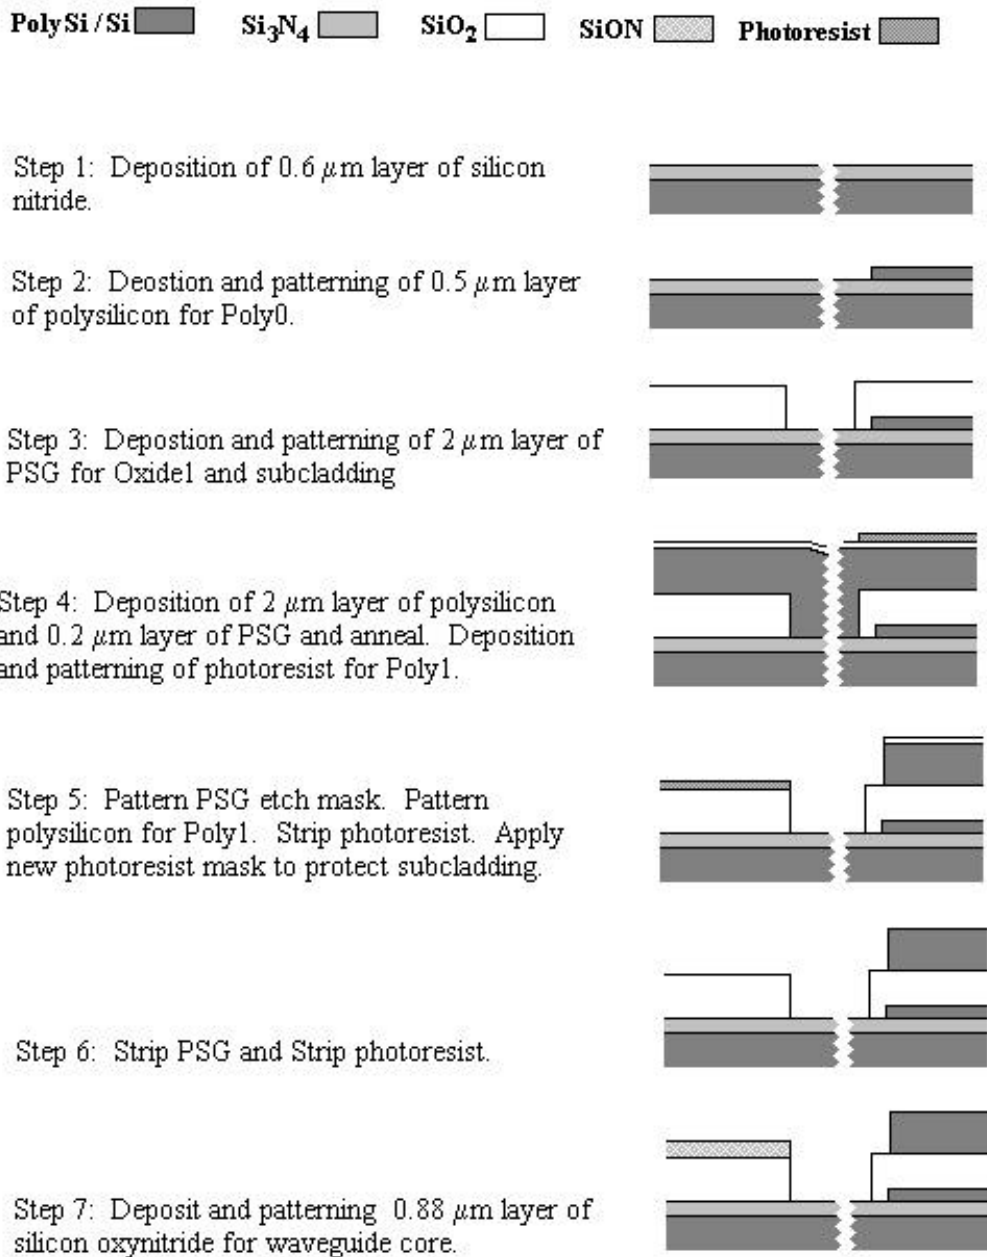 Poly Si / Si Si3N4 SiO2 SiON Photoresist
Step 1: Deposition of 0.6 μm layer of silicon
nitride.
Step 2: Deostion and patterning of 0.5 μm layer
of polysilicon for Poly0.
Step 3: Depostion and patterning of 2 μm layer of
PSG for Oxide1 and subcladding
Step 4: Deposition of 2 μm layer of polysilicon
and 0.2 μm layer of PSG and anneal. Deposition
and patterning of photoresist for Poly1.
Step 5: Pattern PSG etch mask. Pattern
polysilicon for Poly1. Strip photoresist. Apply
new photoresist mask to protect subcladding.
Step 6: Strip PSG and Strip photoresist.
Step 7: Deposit and patterning 0.88 μm layer of
silicon oxynitride for waveguide core.